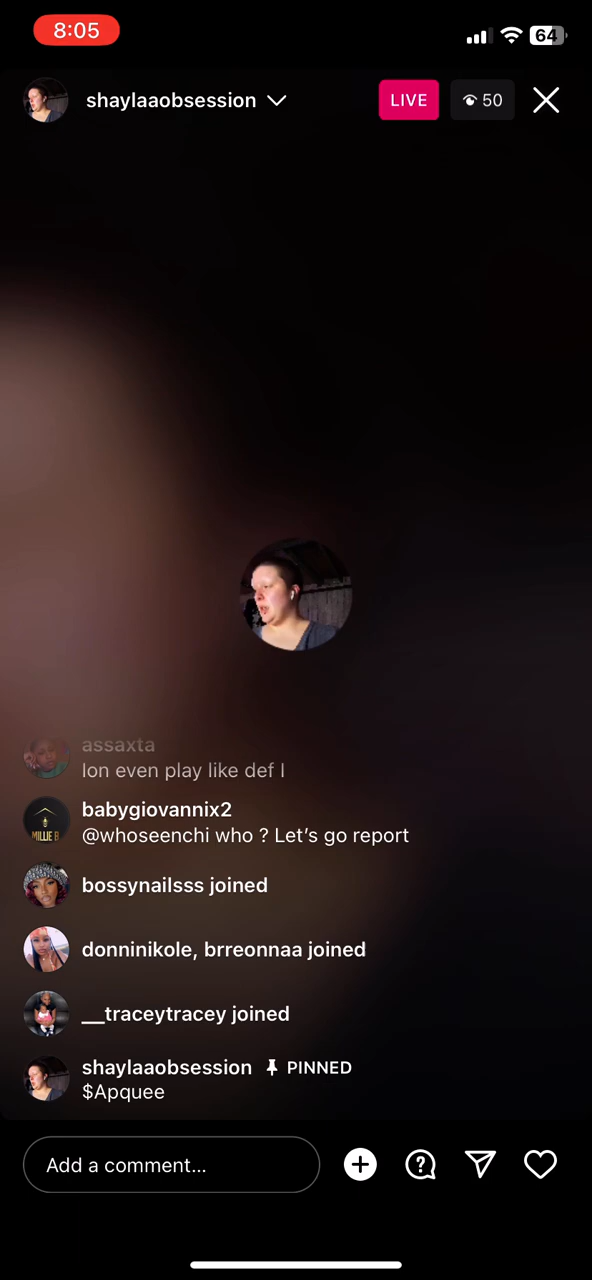 8:05
64
shaylaaobsession
LIVE
50
assaxta
Ion even play like def I
babygiovannix2
MILLIE B
@whoseenchi who ? Let's go report
bossynailsss joined
donninikole, brreonnaa joined
__traceytracey joined
shaylaaobsession PINNED
$Apquee
Add a comment...